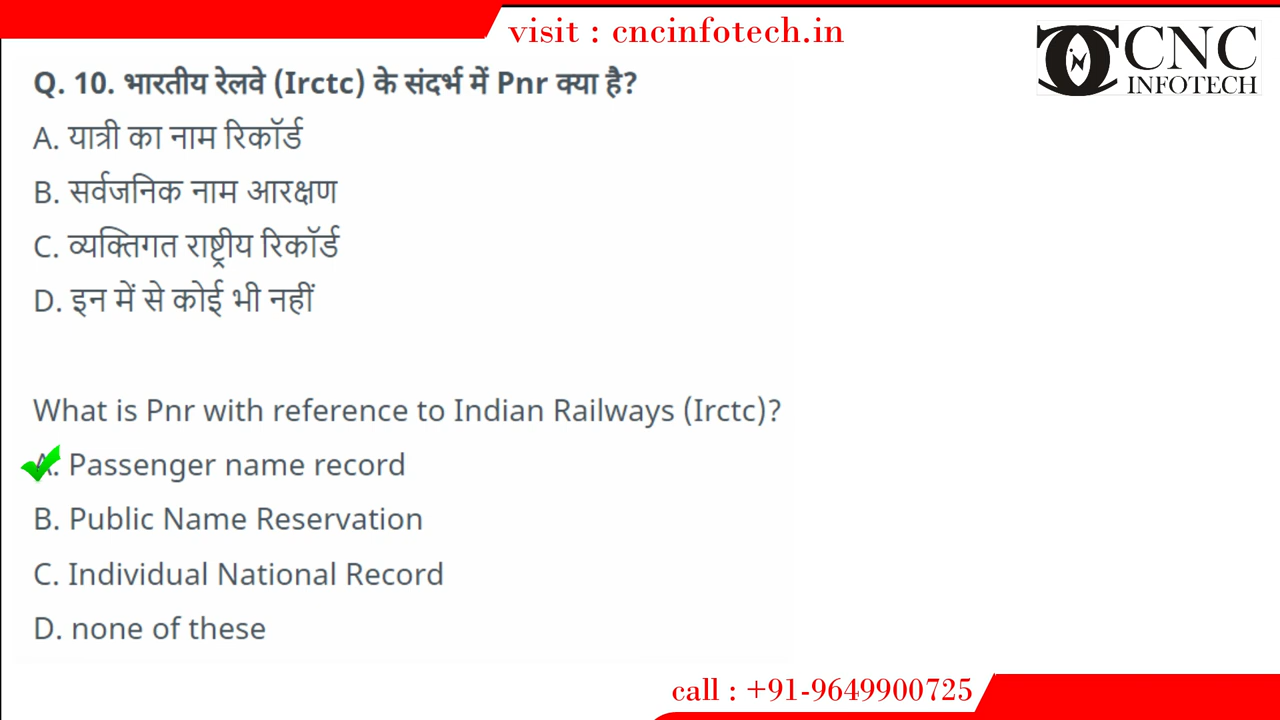 visit : cncinfotech.in
CNC
INFOTECH
Q. 10. भारतीय रेलवे (Irctc) के संदर्भ में Pnr क्या है?
A. यात्री का नाम रिकॉर्ड
B. सर्वजनिक नाम आरक्षण
C. व्यक्तिगत राष्ट्रीय रिकॉर्ड
D. इन में से कोई भी नहीं
What is Pnr with reference to Indian Railways (Irctc)?
A. Passenger name record
B. Public Name Reservation
C. Individual National Record
D. none of these
call : +91-9649900725